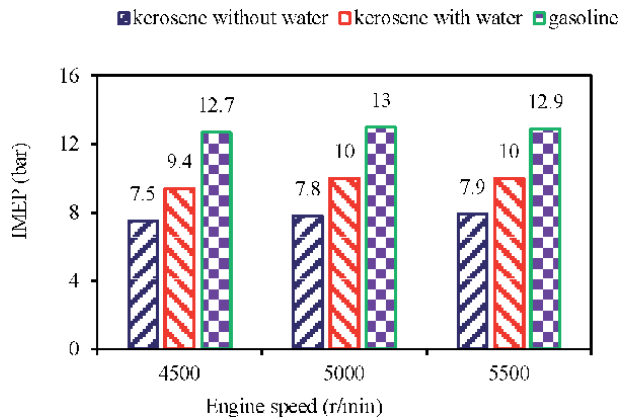 kerosene without water kerosene with water gasoline
16
12
8
4
0
IMEP (bar)
7.5 9.4 12.7
7.8 10 13
7.9 10 12.9
4500 5000 5500
Engine speed (r/min)